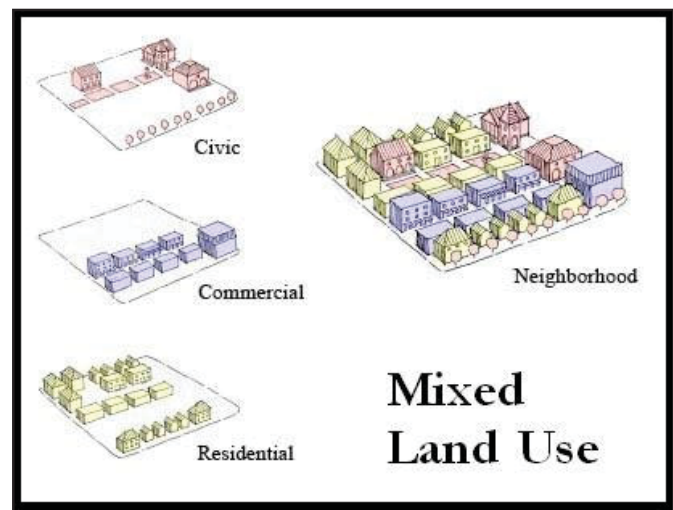 Civic
Commercial
Residential
Neighborhood
Mixed
Land Use